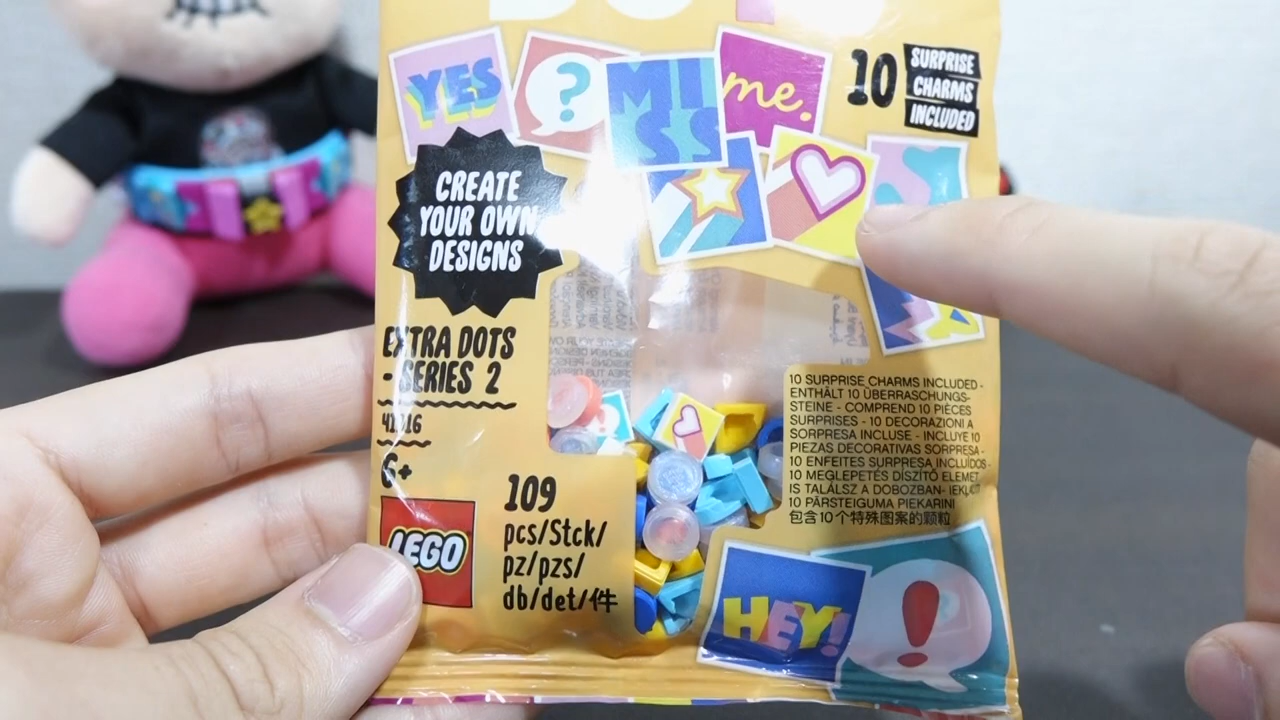 YES
?
MI
SS
me.
10
SURPRISE
CHARMS
INCLUDED
CREATE
YOUR OWN
DESIGNS
EXTRA DOTS
- SERIES 2
6+
LEGO
109
pcs/Stck/
pz/pzs/
db/det/件
10 SURPRISE CHARMS INCLUDED -
ENTHÄLT 10 ÜBERRASCHUNGS-
STEINE - COMPREND 10 PIÈCES
SURPRISES - 10 DECORAZIONI A
SORPRESA INCLUSE - INCLUYE 10
PIEZAS DECORATIVAS SORPRESA -
10 ENFEITES SURPRESA INCLUÍDOS -
10 MEGLEPETÉS DÍSZÍTŐ ELEMET
IS TALÁLSZ A DOBOZBAN-
10 PĀRSTEIGUMA PIEKARIŅI
包含10个特殊图案的颗粒
HEY!
!